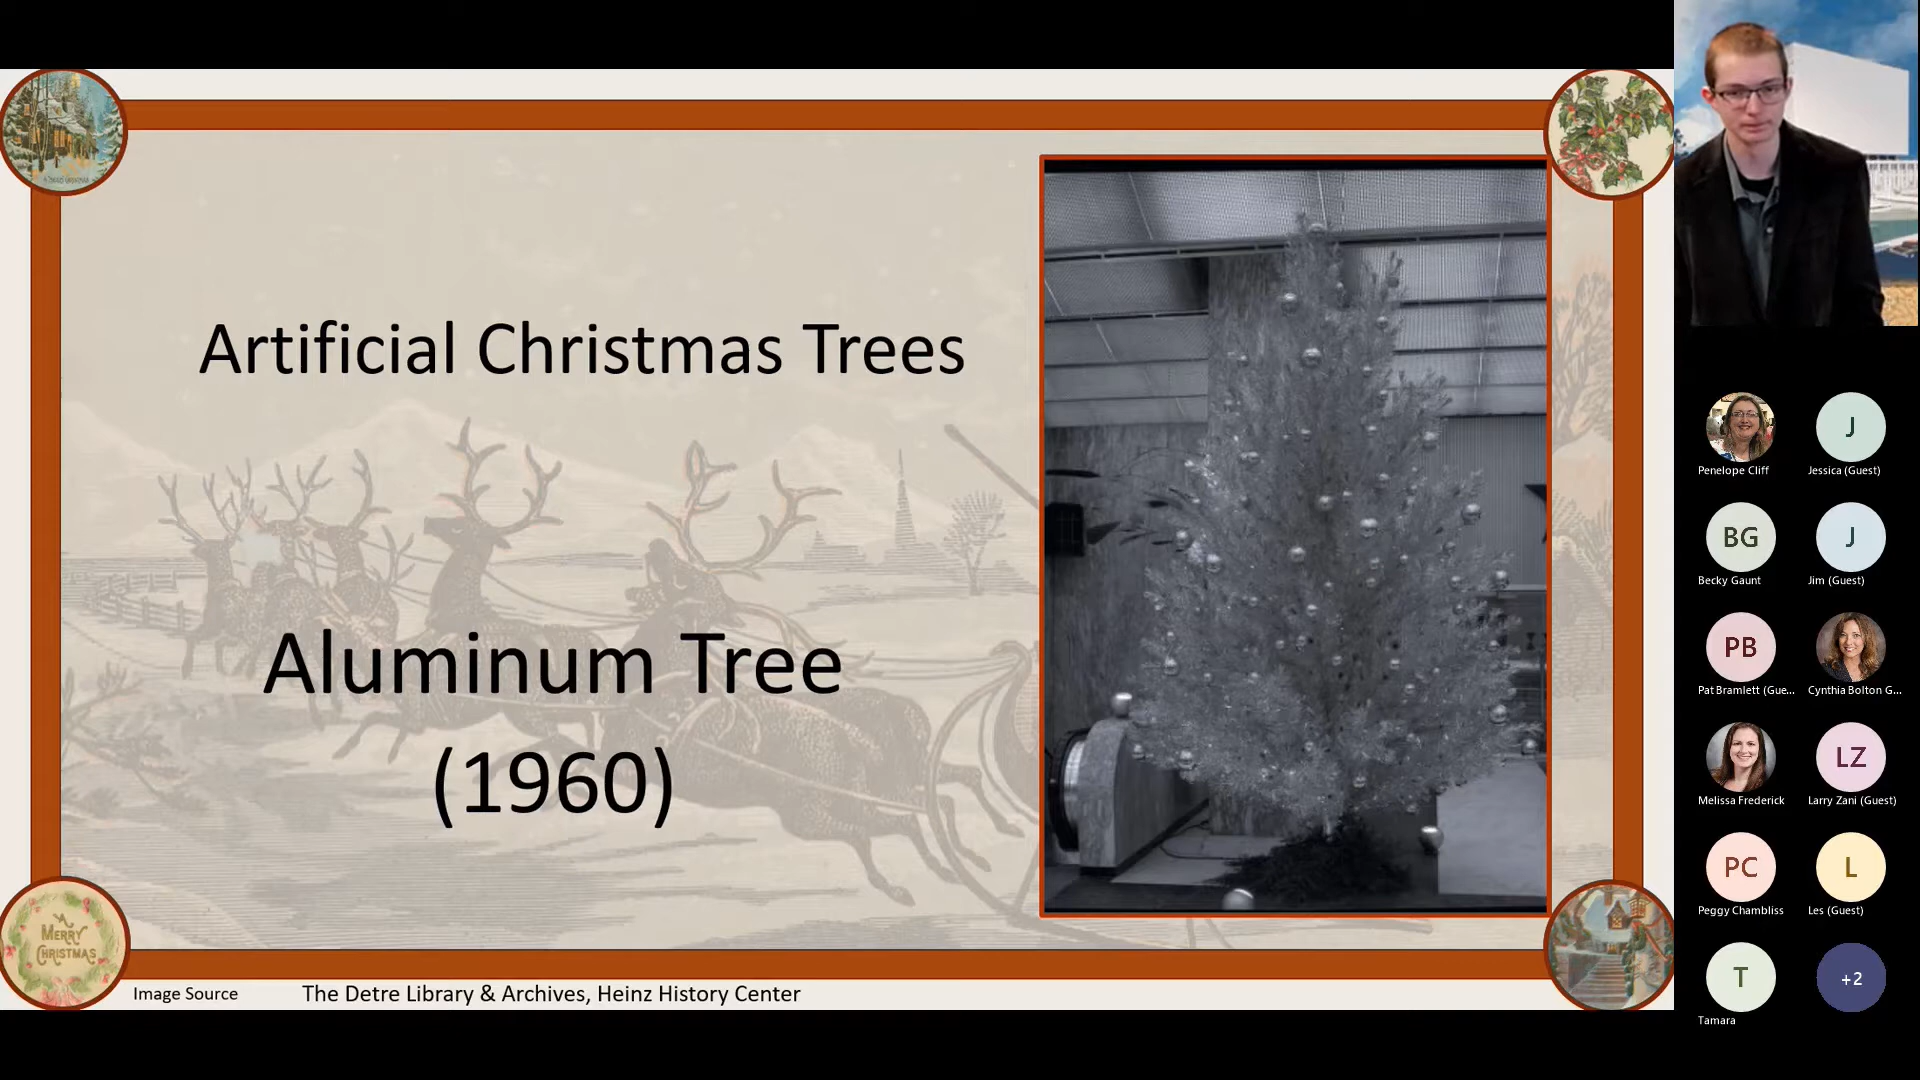 Artificial Christmas Trees
Aluminum Tree
(1960)
A
MERRY
CHRISTMAS
Image Source
The Detre Library & Archives, Heinz History Center
Penelope Cliff
J
Jessica (Guest)
BG
Becky Gaunt
J
Jim (Guest)
PB
Pat Bramlett (Gue...
Cynthia Bolton G...
Melissa Frederick
LZ
Larry Zani (Guest)
PC
Peggy Chambliss
L
Les (Guest)
T
Tamara
+2